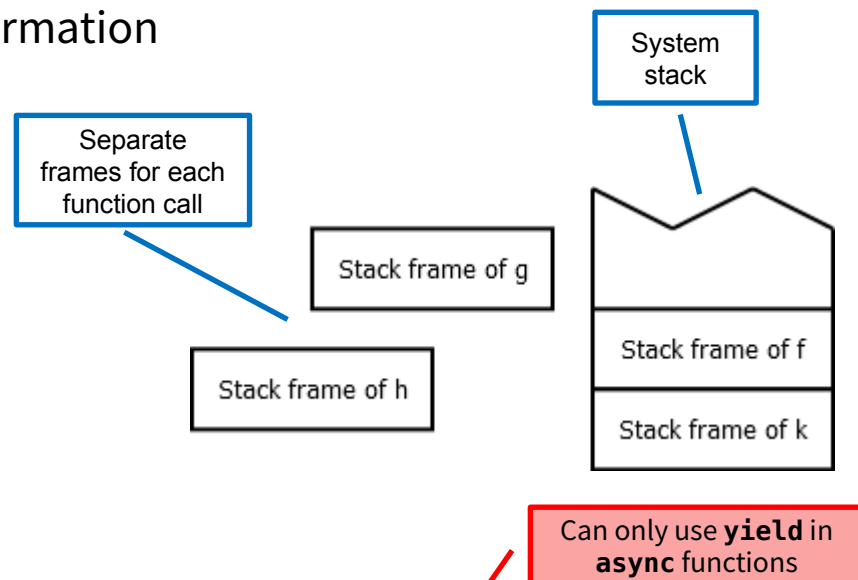 rmation
System
stack
Separate
frames for each
function call
Stack frame of g
Stack frame of f
Stack frame of h
Stack frame of k
Can only use yield in
async functions